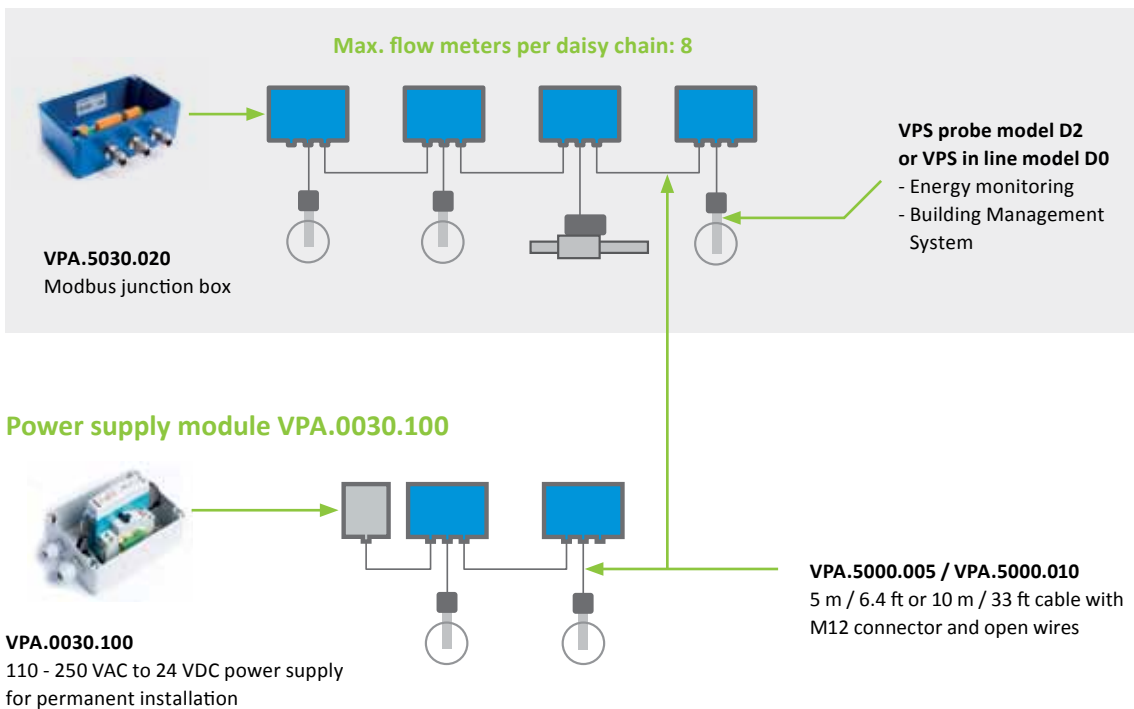 Max. flow meters per daisy chain: 8
VPS probe model D2
or VPS in line model D0
- Energy monitoring
- Building Management
System
VPA.5030.020
Modbus junction box
Power supply module VPA.0030.100
VPA.5000.005 / VPA.5000.010
5 m / 6.4 ft or 10 m / 33 ft cable with
M12 connector and open wires
VPA.0030.100
110 - 250 VAC to 24 VDC power supply
for permanent installation